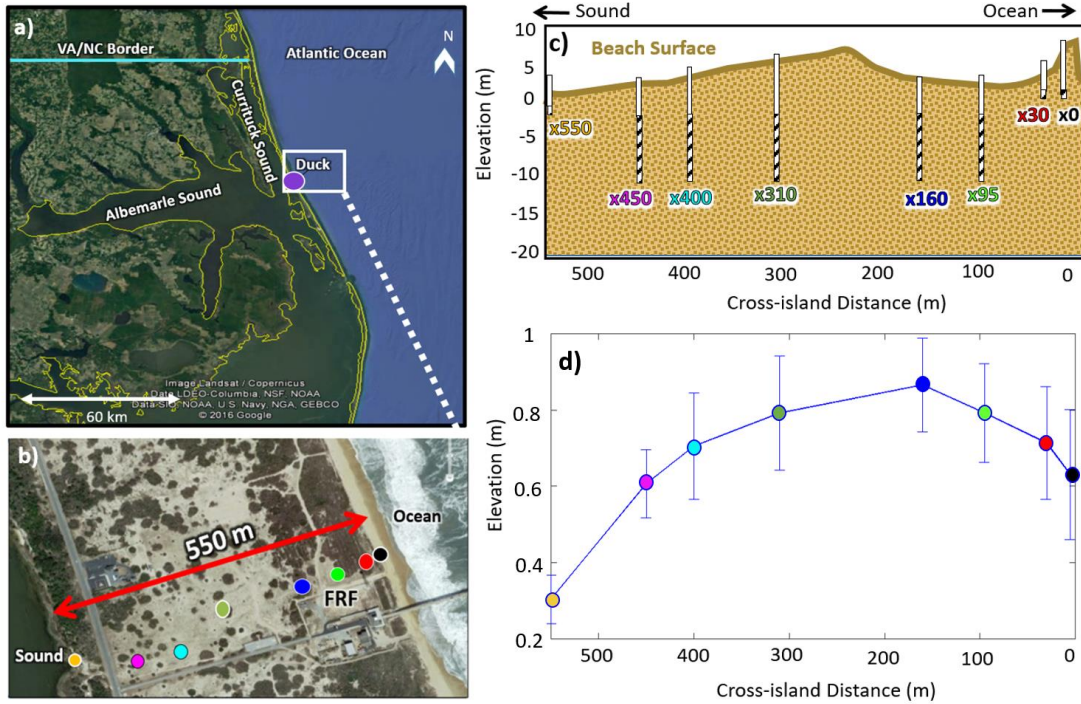 a)
N
VA/NC Border
Atlantic Ocean
Currituck Sound
Duck
Albemarle Sound
Image Landsat / Copernicus
Data LDEO-Columbia, NSF, NOAA
Data SIO, NOAA, U.S. Navy, NGA, GEBCO
© 2016 Google
60 km
b)
550 m
Ocean
FRF
Sound
Sound
Ocean
c)
Beach Surface
Elevation (m)
10
5
0
-5
-10
-15
-20
x550
x450
x400
x310
x160
x95
x30
x0
500
400
300
200
100
0
Cross-island Distance (m)
d)
Elevation (m)
1
0.8
0.6
0.4
0.2
500
400
300
200
100
0
Cross-island Distance (m)